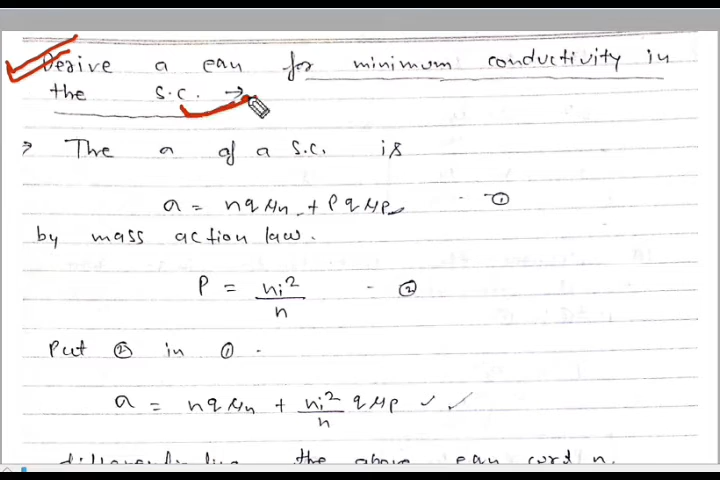 Derive a eqn for minimum conductivity in
the s.c. →
⇒ The σ of a s.c. is
σ = nqμn + pqμp - ①
by mass action law.
P = ni²/n - ②
Put ② in ① .
σ = nqμn + ni²/n qμp
differentiating the above eqn w.r.t n.